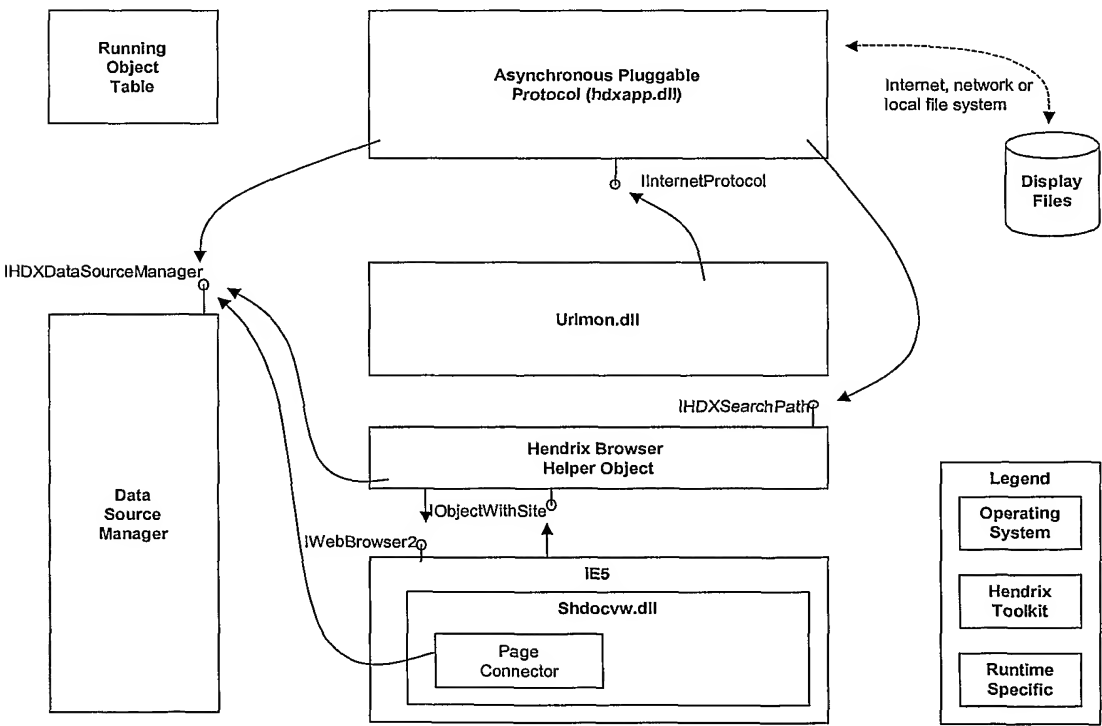 Running
Object
Table
Asynchronous Pluggable
Protocol (hdxapp.dll)
Internet, network or
local file system
Display
Files
IInternetProtocol
IHDXDataSourceManager
Urlmon.dll
IHDXSearchPath
Hendrix Browser
Helper Object
Data
Source
Manager
IObjectWithSite
IWebBrowser2
IE5
Shdocvw.dll
Page
Connector
Legend
Operating
System
Hendrix
Toolkit
Runtime
Specific